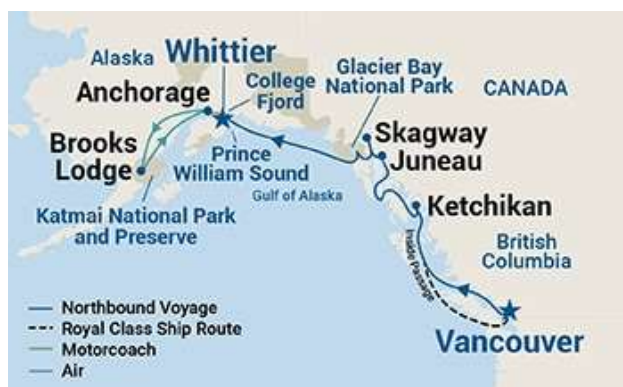 Alaska
Whittier
Anchorage
College
Fjord
Glacier Bay
National Park
CANADA
Brooks
Lodge
Prince
William Sound
Skagway
Juneau
Katmai National Park
and Preserve
Gulf of Alaska
Ketchikan
Inside Passage
British
Columbia
Vancouver
Northbound Voyage
Royal Class Ship Route
Motorcoach
Air